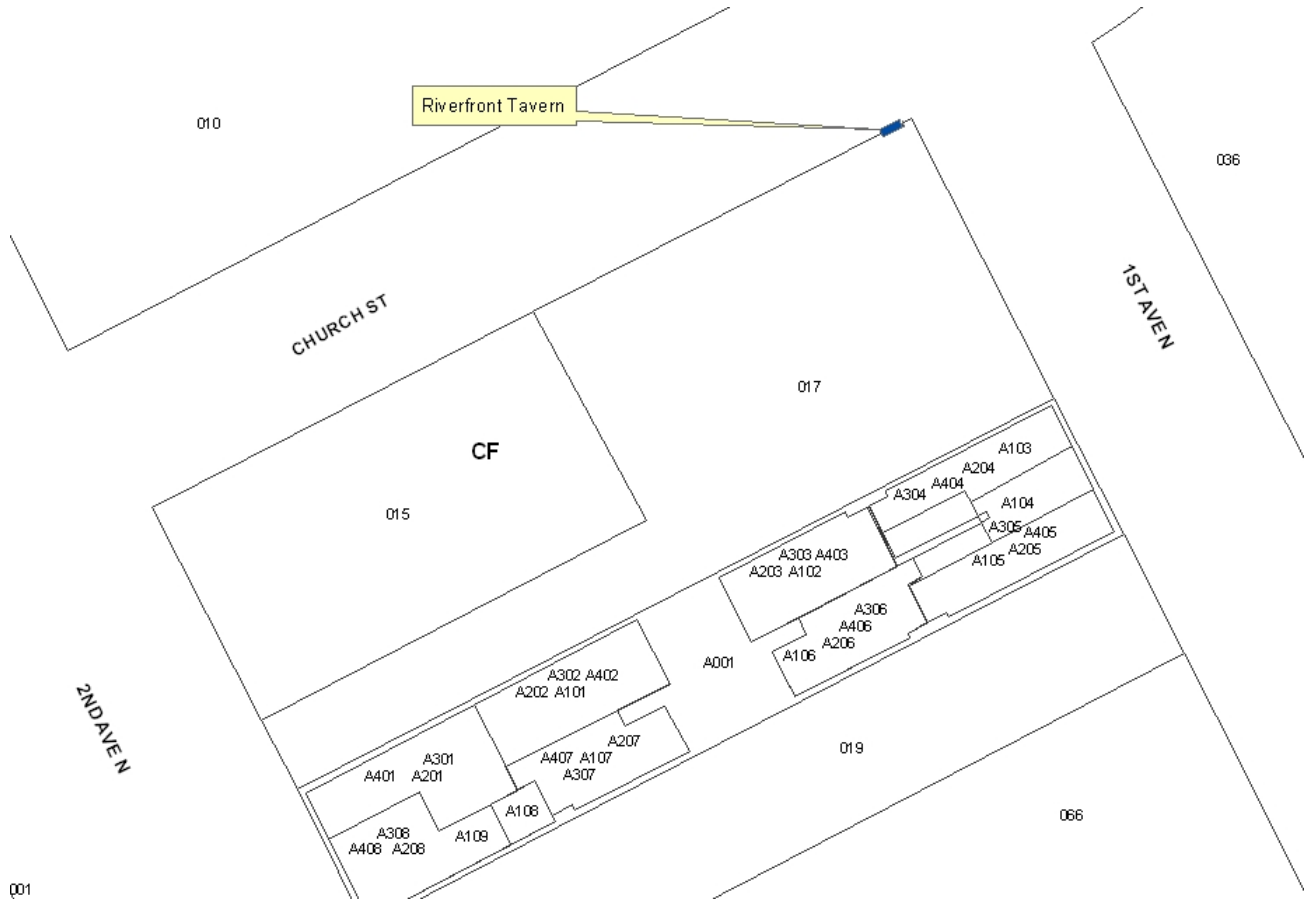 Riverfront Tavern
010
036
1ST AVE N
CHURCH ST
017
CF
015
A103
A204
A404
A304
A104
A305
A405
A205
A105
A303 A403
A203 A102
A306
A406
A206
A106
A001
A302 A402
A202 A101
2ND AVE N
A207
A407 A107
A307
A301
A401 A201
019
A108
A308
A109
A408 A208
066
001